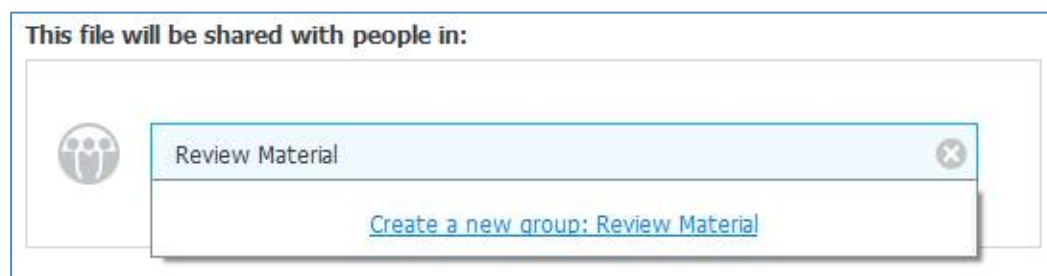 This file will be shared with people in:
Review Material
Create a new group: Review Material